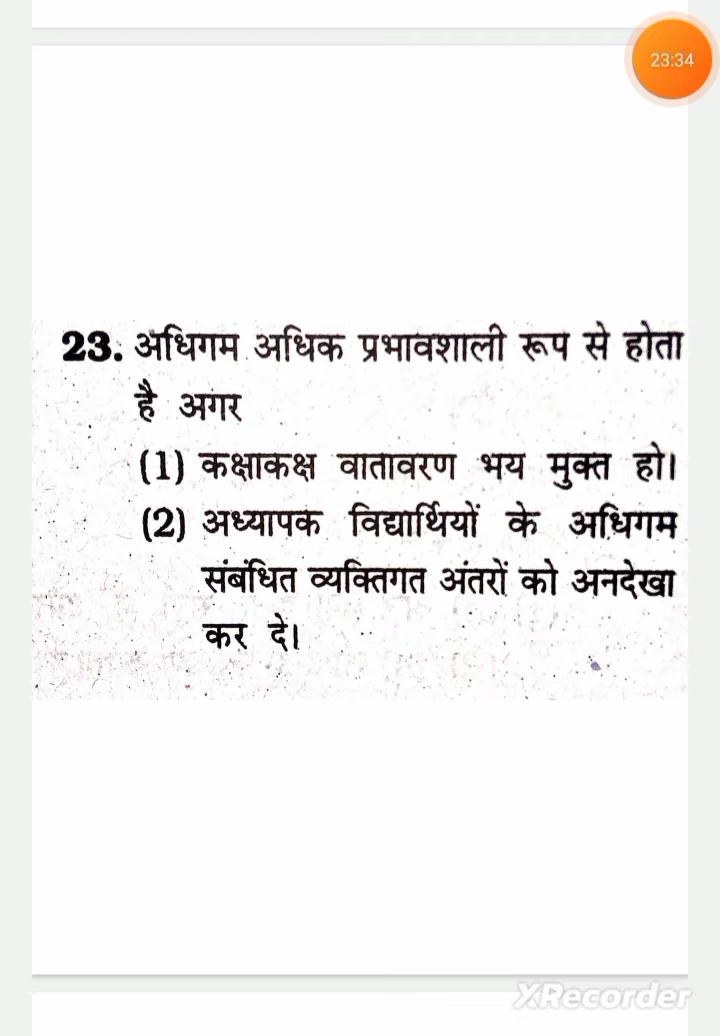 23:34
23. अधिगम अधिक प्रभावशाली रूप से होता
है अगर
(1) कक्षाकक्ष वातावरण भय मुक्त हो।
(2) अध्यापक विद्यार्थियों के अधिगम
संबंधित व्यक्तिगत अंतरों को अनदेखा
कर दे।
XRecorder